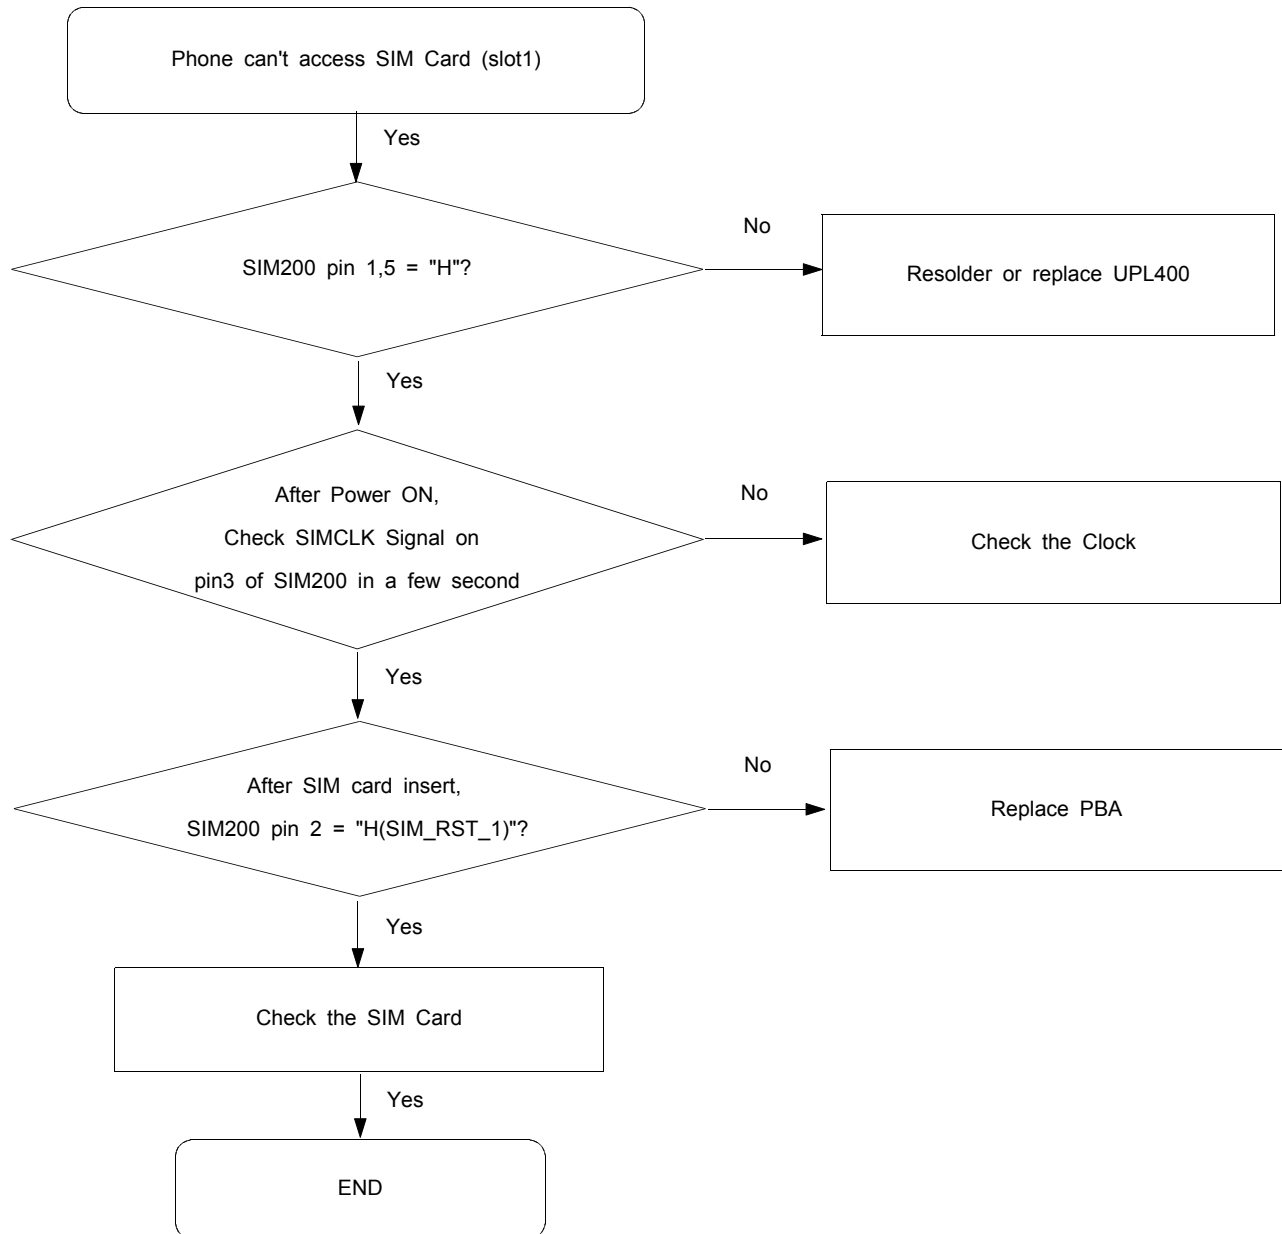 Phone can't access SIM Card (slot1)
Yes
No
SIM200 pin 1,5 = "H"?
Resolder or replace UPL400
Yes
After Power ON,
No
Check SIMCLK Signal on
Check the Clock
pin3 of SIM200 in a few second
Yes
After SIM card insert,
No
SIM200 pin 2 = "H(SIM_RST_1)"?
Replace PBA
Yes
Check the SIM Card
Yes
END